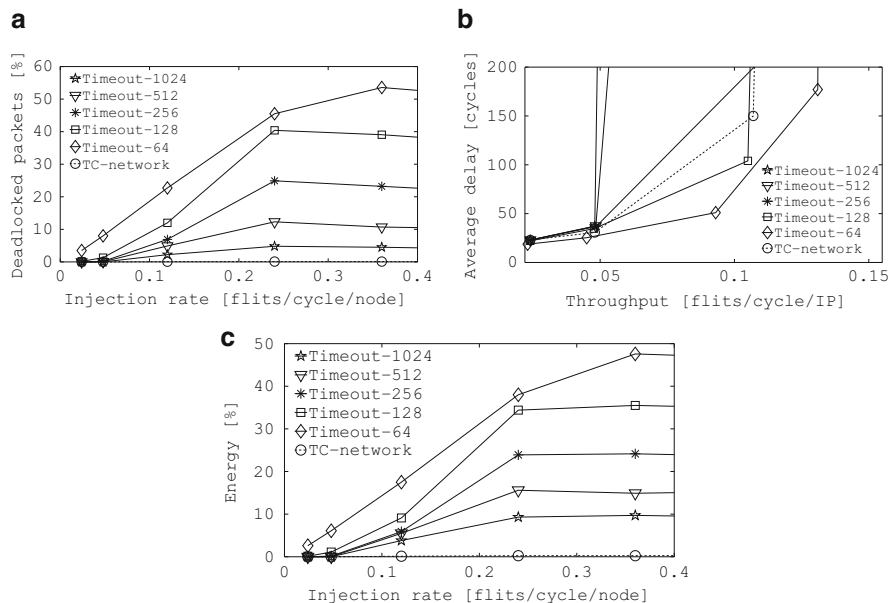 a
Deadlocked packets [%]
60
50
40
30
20
10
0
Timeout-1024
Timeout-512
Timeout-256
Timeout-128
Timeout-64
TC-network
0 0.1 0.2 0.3 0.4
Injection rate [flits/cycle/node]
b
Average delay [cycles]
200
150
100
50
0
Timeout-1024
Timeout-512
Timeout-256
Timeout-128
Timeout-64
TC-network
0.05 0.1 0.15
Throughput [flits/cycle/IP]
c
Energy [%]
50
40
30
20
10
0
Timeout-1024
Timeout-512
Timeout-256
Timeout-128
Timeout-64
TC-network
0 0.1 0.2 0.3 0.4
Injection rate [flits/cycle/node]